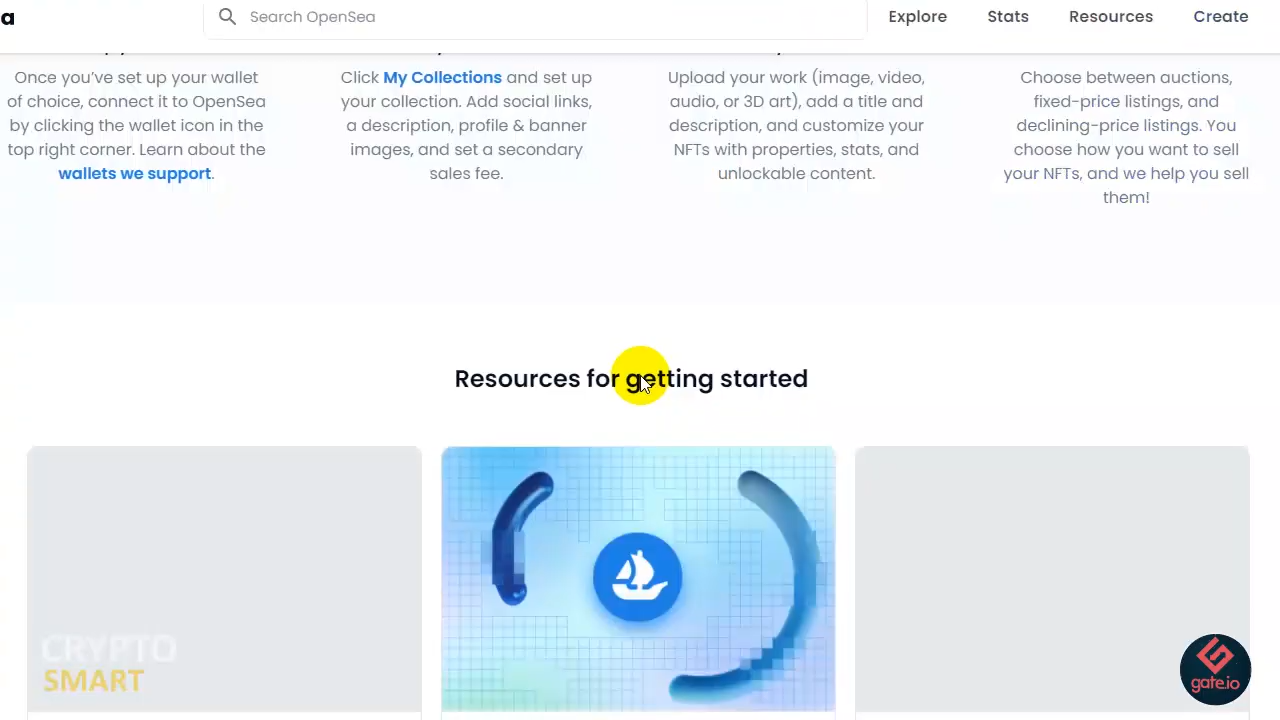 a
Search OpenSea
Explore
Stats
Resources
Create
Once you’ve set up your wallet
of choice, connect it to OpenSea
by clicking the wallet icon in the
top right corner. Learn about the
wallets we support.
Click My Collections and set up
your collection. Add social links,
a description, profile & banner
images, and set a secondary
sales fee.
Upload your work (image, video,
audio, or 3D art), add a title and
description, and customize your
NFTs with properties, stats, and
unlockable content.
Choose between auctions,
fixed-price listings, and
declining-price listings. You
choose how you want to sell
your NFTs, and we help you sell
them!
Resources for getting started
CRYPTO
SMART
gate.io